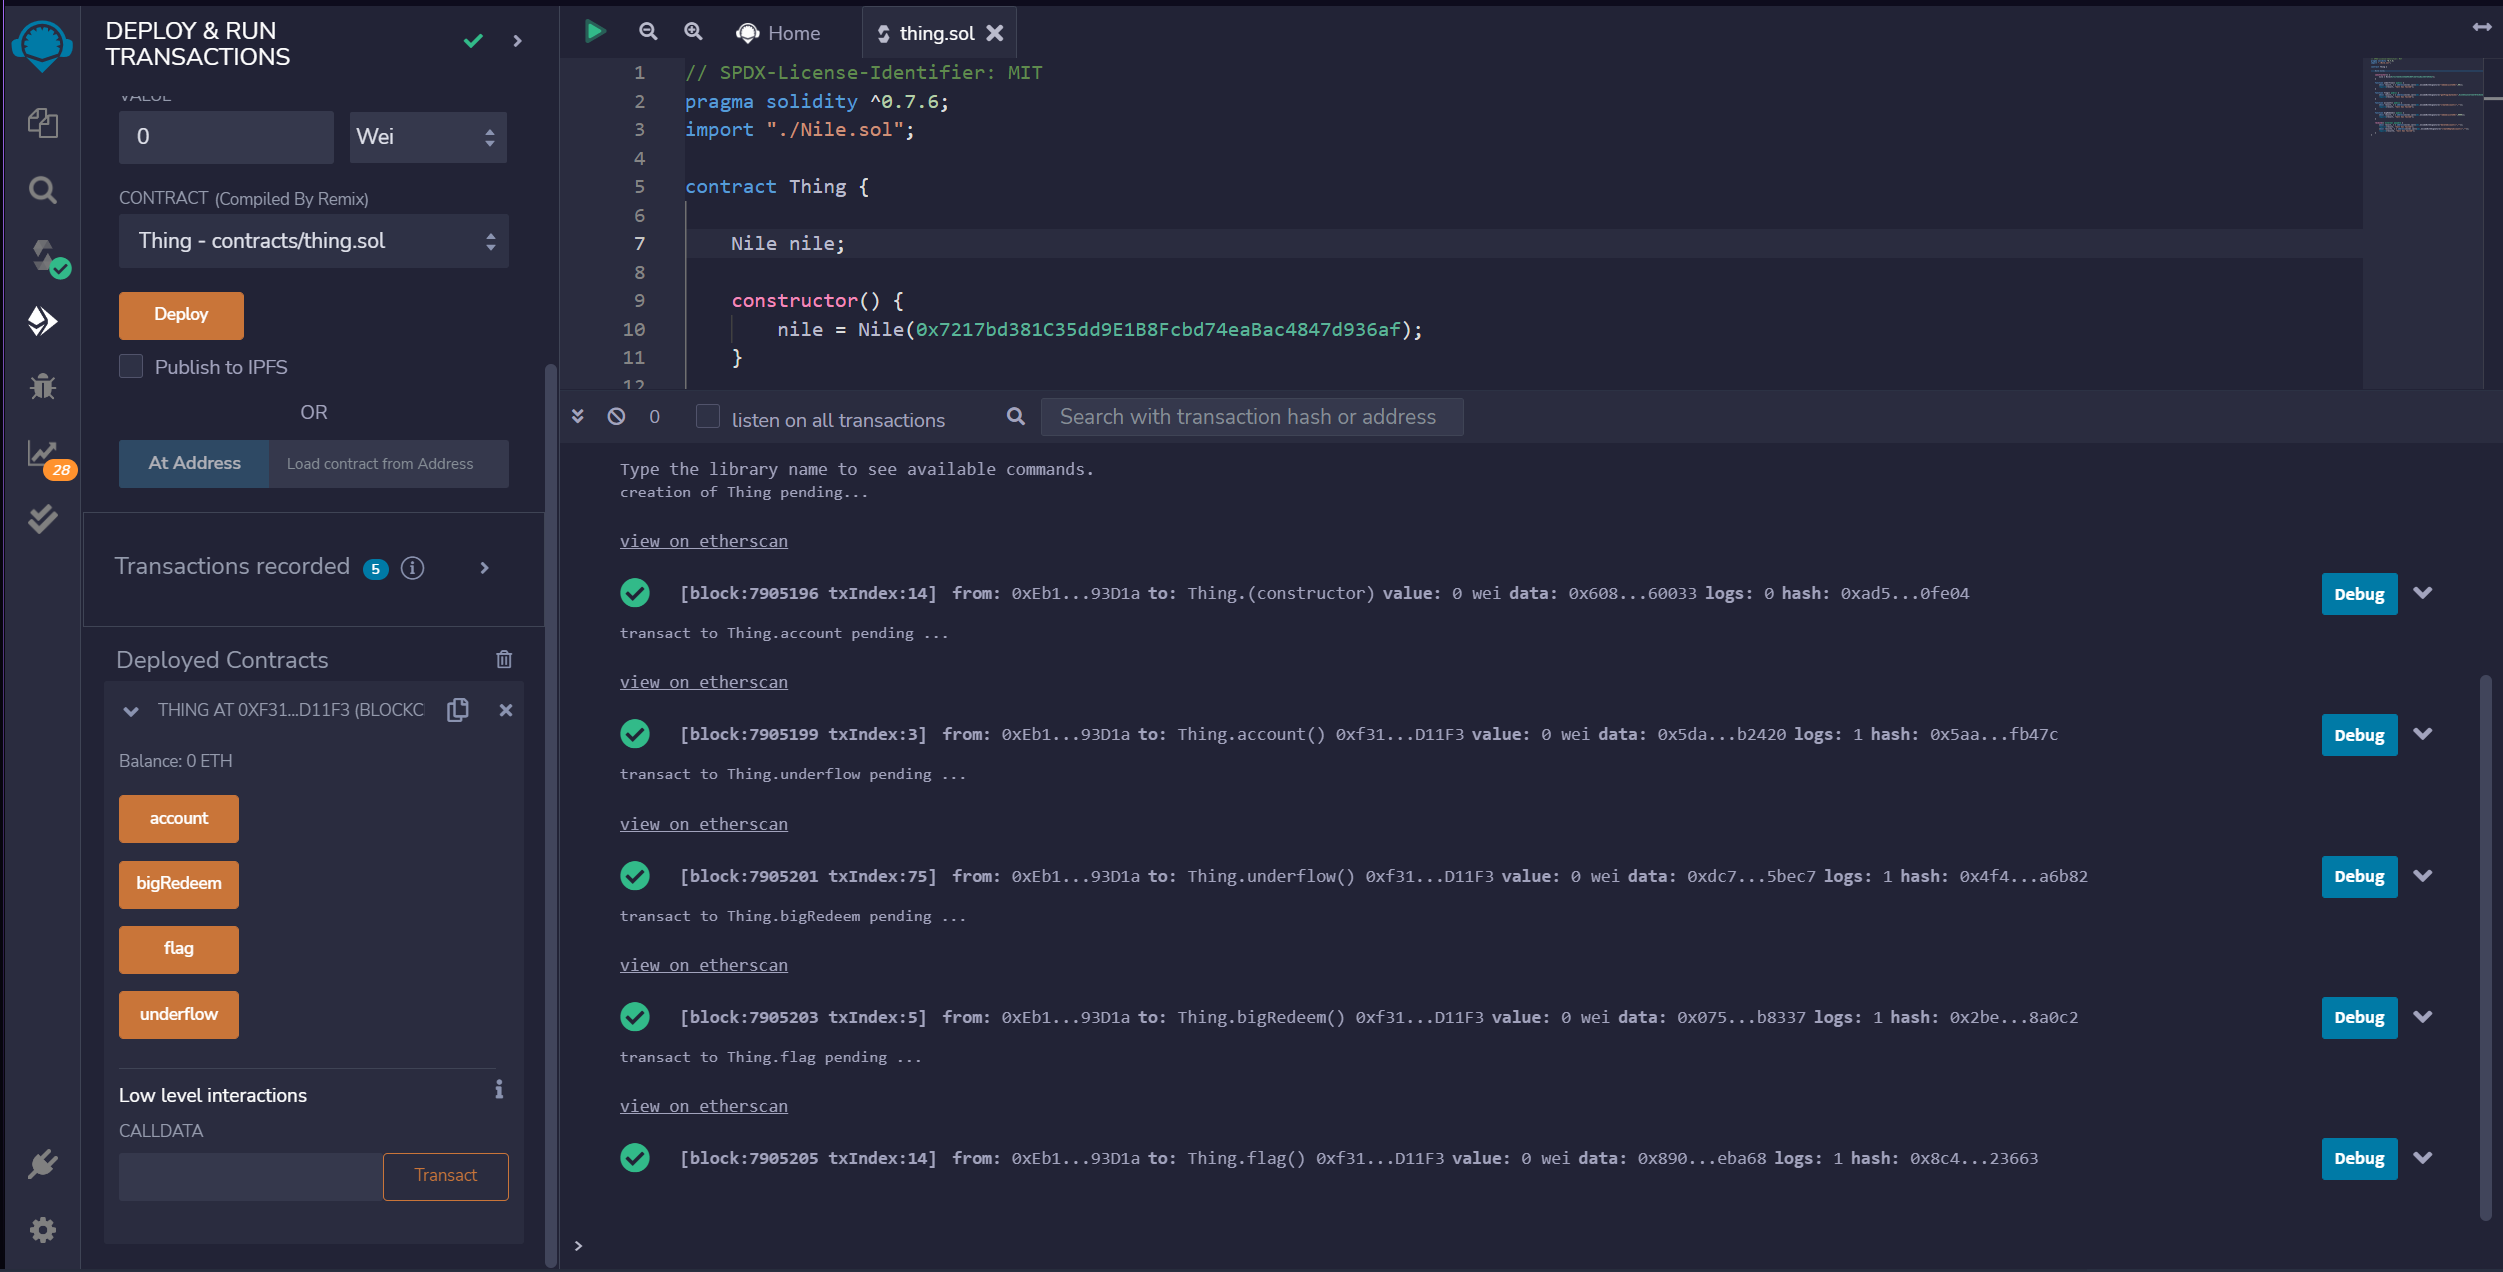 DEPLOY & RUN
TRANSACTIONS
VALUE
0
Wei
CONTRACT (Compiled By Remix)
Thing - contracts/thing.sol
Deploy
Publish to IPFS
OR
At Address
Load contract from Address
28
Transactions recorded 5
Deployed Contracts
THING AT 0XF31...D11F3 (BLOCKC
Balance: 0 ETH
account
bigRedeem
flag
underflow
Low level interactions
CALLDATA
Transact
Home
thing.sol
1 // SPDX-License-Identifier: MIT
2 pragma solidity ^0.7.6;
3 import "./Nile.sol";
4
5 contract Thing {
6
7 Nile nile;
8
9 constructor() {
10 nile = Nile(0x7217bd381C35dd9E1B8Fcbd74eaBac4847d936af);
11 }
12
0
listen on all transactions
Search with transaction hash or address
Type the library name to see available commands.
creation of Thing pending...
view on etherscan
[block:7905196 txIndex:14] from: 0xEb1...93D1a to: Thing.(constructor) value: 0 wei data: 0x608...60033 logs: 0 hash: 0xad5...0fe04
Debug
transact to Thing.account pending ...
view on etherscan
[block:7905199 txIndex:3] from: 0xEb1...93D1a to: Thing.account() 0xf31...D11F3 value: 0 wei data: 0x5da...b2420 logs: 1 hash: 0x5aa...fb47c
Debug
transact to Thing.underflow pending ...
view on etherscan
[block:7905201 txIndex:75] from: 0xEb1...93D1a to: Thing.underflow() 0xf31...D11F3 value: 0 wei data: 0xdc7...5bec7 logs: 1 hash: 0x4f4...a6b82
Debug
transact to Thing.bigRedeem pending ...
view on etherscan
[block:7905203 txIndex:5] from: 0xEb1...93D1a to: Thing.bigRedeem() 0xf31...D11F3 value: 0 wei data: 0x075...b8337 logs: 1 hash: 0x2be...8a0c2
Debug
transact to Thing.flag pending ...
view on etherscan
[block:7905205 txIndex:14] from: 0xEb1...93D1a to: Thing.flag() 0xf31...D11F3 value: 0 wei data: 0x890...eba68 logs: 1 hash: 0x8c4...23663
Debug
>